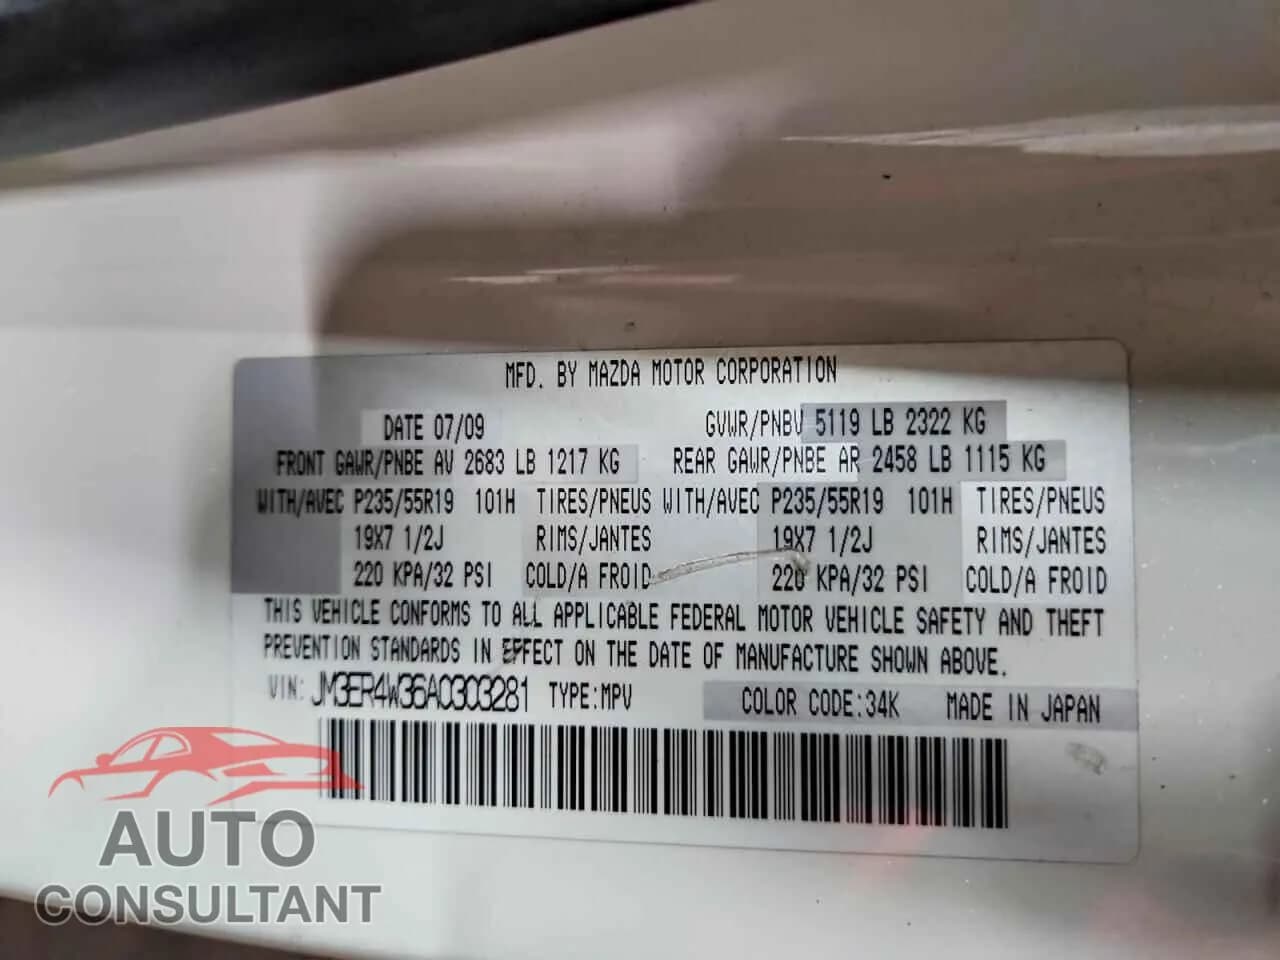 MFD. BY MAZDA MOTOR CORPORATION
DATE 07/09 GVWR/PNBV 5119 LB 2322 KG
FRONT GAWR/PNBE AV 2683 LB 1217 KG REAR GAWR/PNBE AR 2458 LB 1115 KG
WITH/AVEC P235/55R19 101H TIRES/PNEUS WITH/AVEC P235/55R19 101H TIRES/PNEUS
19X7 1/2J RIMS/JANTES 19X7 1/2J RIMS/JANTES
220 KPA/32 PSI COLD/A FROID 220 KPA/32 PSI COLD/A FROID
THIS VEHICLE CONFORMS TO ALL APPLICABLE FEDERAL MOTOR VEHICLE SAFETY AND THEFT
PREVENTION STANDARDS IN EFFECT ON THE DATE OF MANUFACTURE SHOWN ABOVE.
VIN: JM3ER4W36A0303281 TYPE:MPV COLOR CODE:34K MADE IN JAPAN
AUTO
CONSULTANT